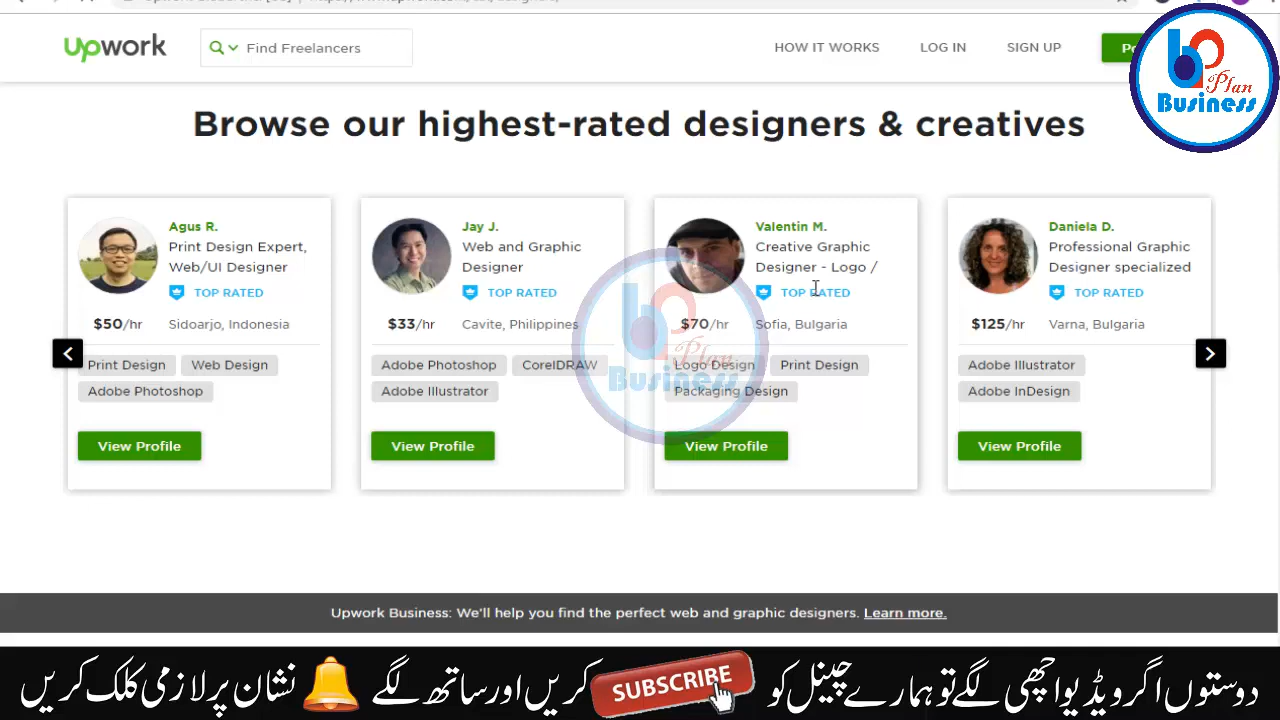 upwork
Find Freelancers
HOW IT WORKS
LOG IN
SIGN UP
Plan
Business
Browse our highest-rated designers & creatives
Agus R.
Print Design Expert,
Web/UI Designer
TOP RATED
$50/hr
Sidoarjo, Indonesia
Print Design
Web Design
Adobe Photoshop
View Profile
Jay J.
Web and Graphic
Designer
TOP RATED
$33/hr
Cavite, Philippines
Adobe Photoshop
CorelDRAW
Adobe Illustrator
View Profile
Valentin M.
Creative Graphic
Designer - Logo /
TOP RATED
$70/hr
Sofia, Bulgaria
Logo Design
Print Design
Packaging Design
View Profile
Plan
Business
Daniela D.
Professional Graphic
Designer specialized
TOP RATED
$125/hr
Varna, Bulgaria
Adobe Illustrator
Adobe InDesign
View Profile
Upwork Business: We'll help you find the perfect web and graphic designers. Learn more.
دوستوں اگر ویڈیو اچھی لگے تو ہمارے چینل کو SUBSCRIBE کریں اور ساتھ لگے نشان پر لازمی کلک کریں